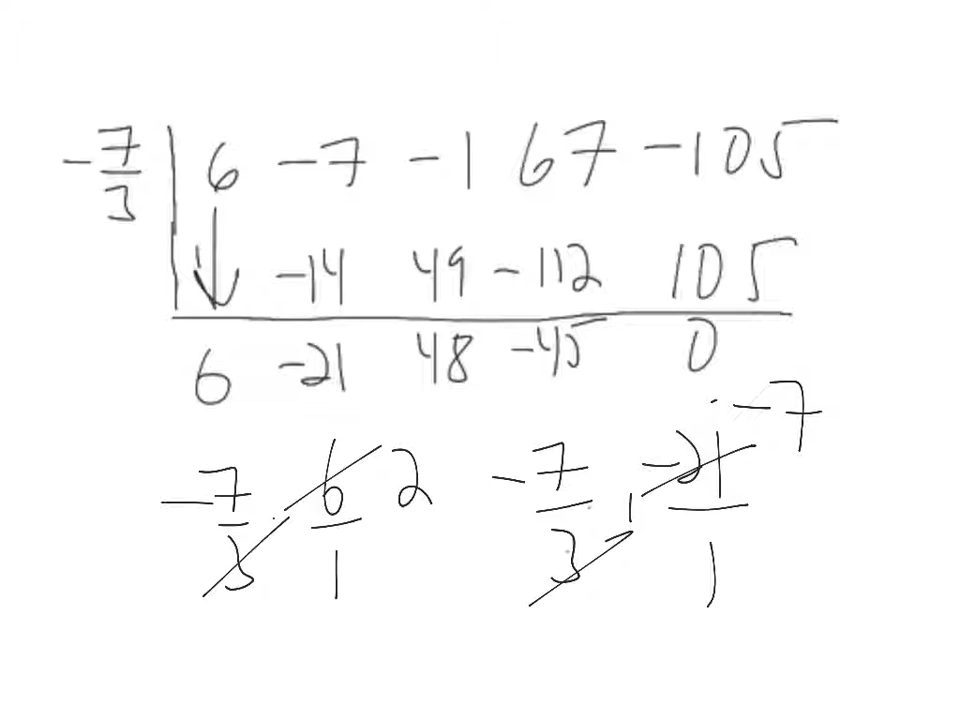 -7/3 | 6 -7 -1 67 -105
-14 49 -112 105
6 -21 48 -45 0
-7/3 · 6/1 2 -7/3 · -21/1 -7 1